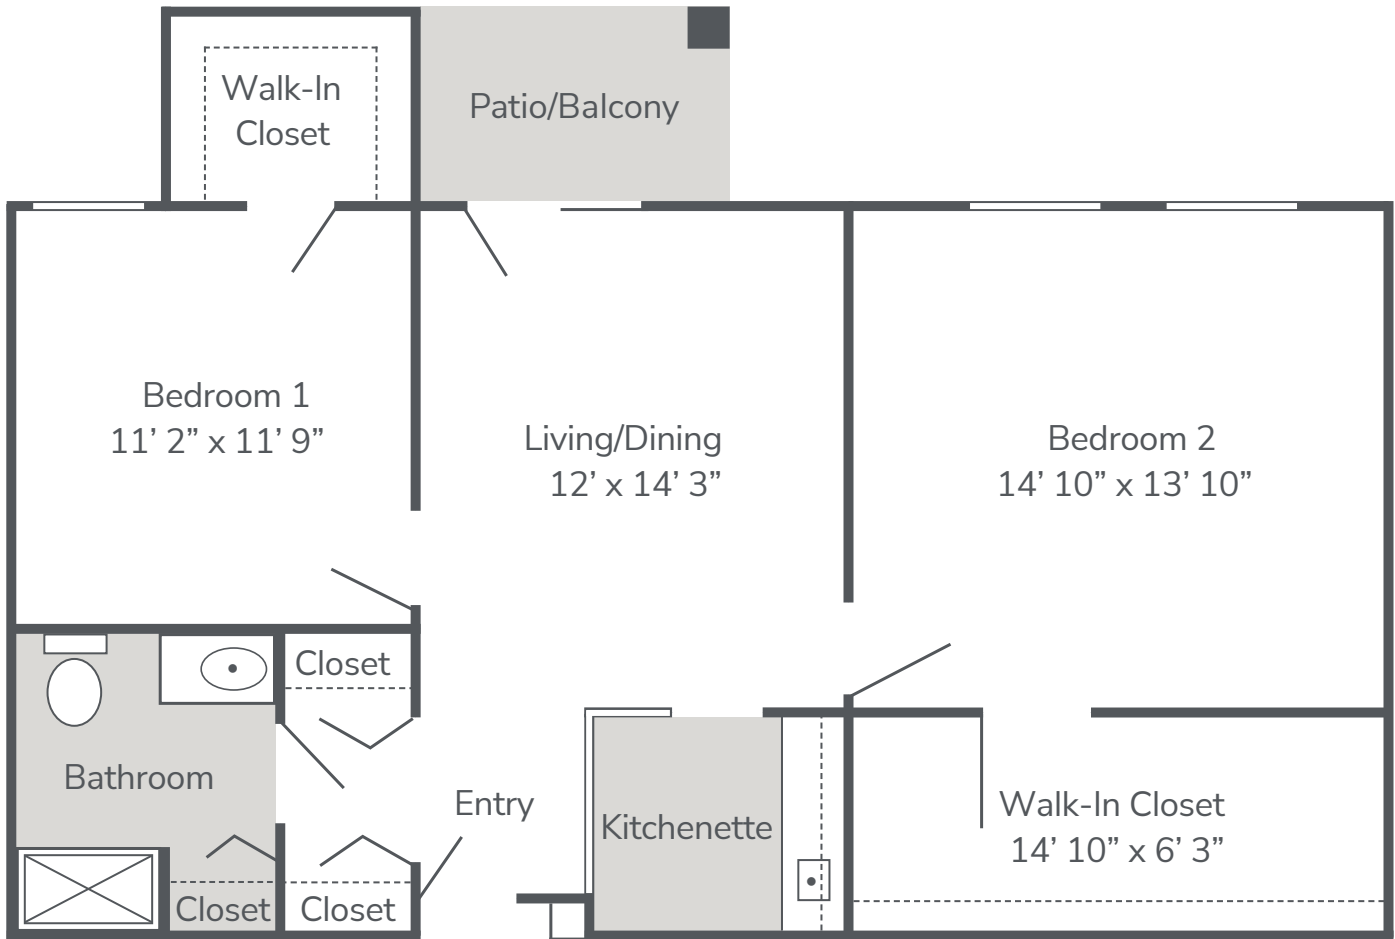 Walk-In
Closet
Patio/Balcony
Bedroom 1
11’ 2” x 11’ 9”
Living/Dining
12’ x 14’ 3”
Bedroom 2
14’ 10” x 13’ 10”
Closet
Bathroom
Entry
Kitchenette
Walk-In Closet
14’ 10” x 6’ 3”
Closet
Closet